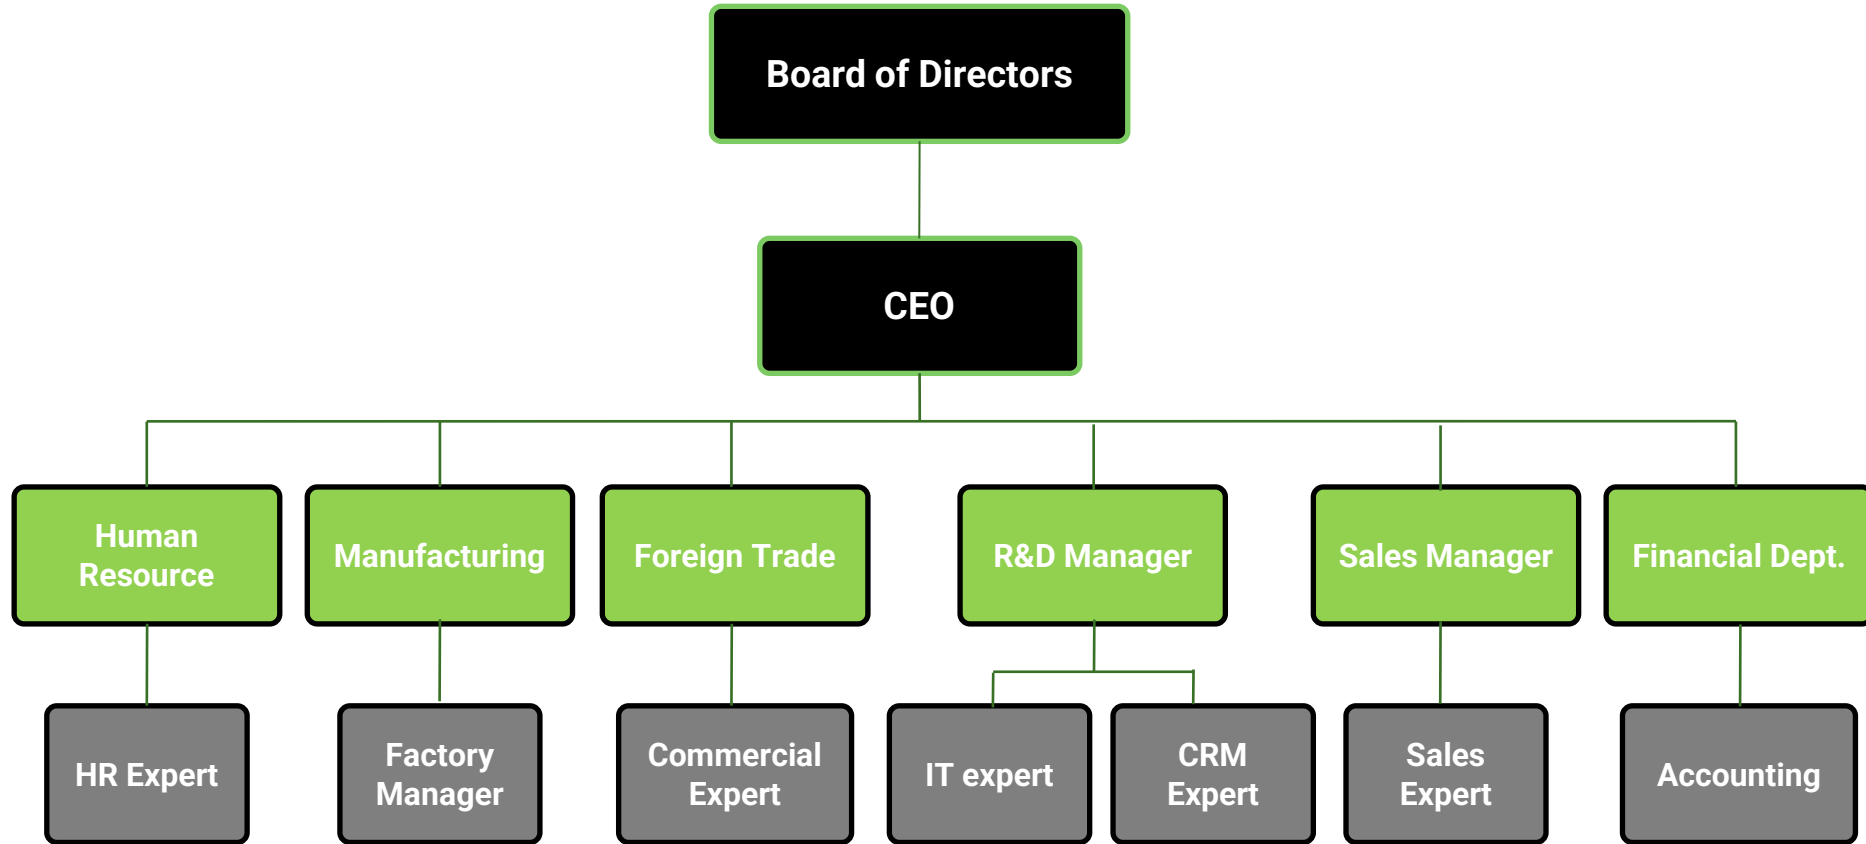 Board of Directors
CEO
Human
Resource
Manufacturing
Foreign Trade
R&D Manager
Sales Manager
Financial Dept.
HR Expert
Factory
Manager
Commercial
Expert
IT expert
CRM
Expert
Sales
Expert
Accounting